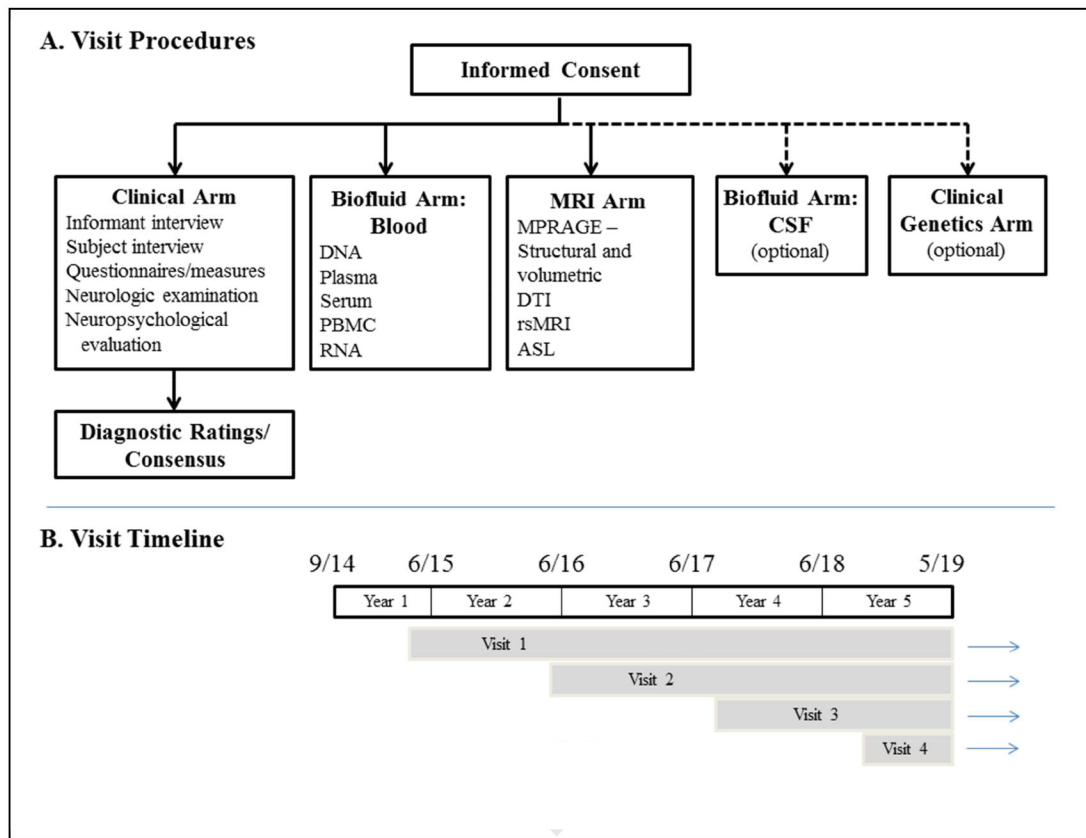 A. Visit Procedures
Informed Consent
Clinical Arm
Informant interview
Subject interview
Questionnaires/measures
Neurologic examination
Neuropsychological
evaluation
Biofluid Arm:
Blood
DNA
Plasma
Serum
PBMC
RNA
MRI Arm
MPRAGE –
Structural and
volumetric
DTI
rsMRI
ASL
Biofluid Arm:
CSF
(optional)
Clinical
Genetics Arm
(optional)
Diagnostic Ratings/
Consensus
B. Visit Timeline
9/14 6/15 6/16 6/17 6/18 5/19
Year 1 Year 2 Year 3 Year 4 Year 5
Visit 1
Visit 2
Visit 3
Visit 4